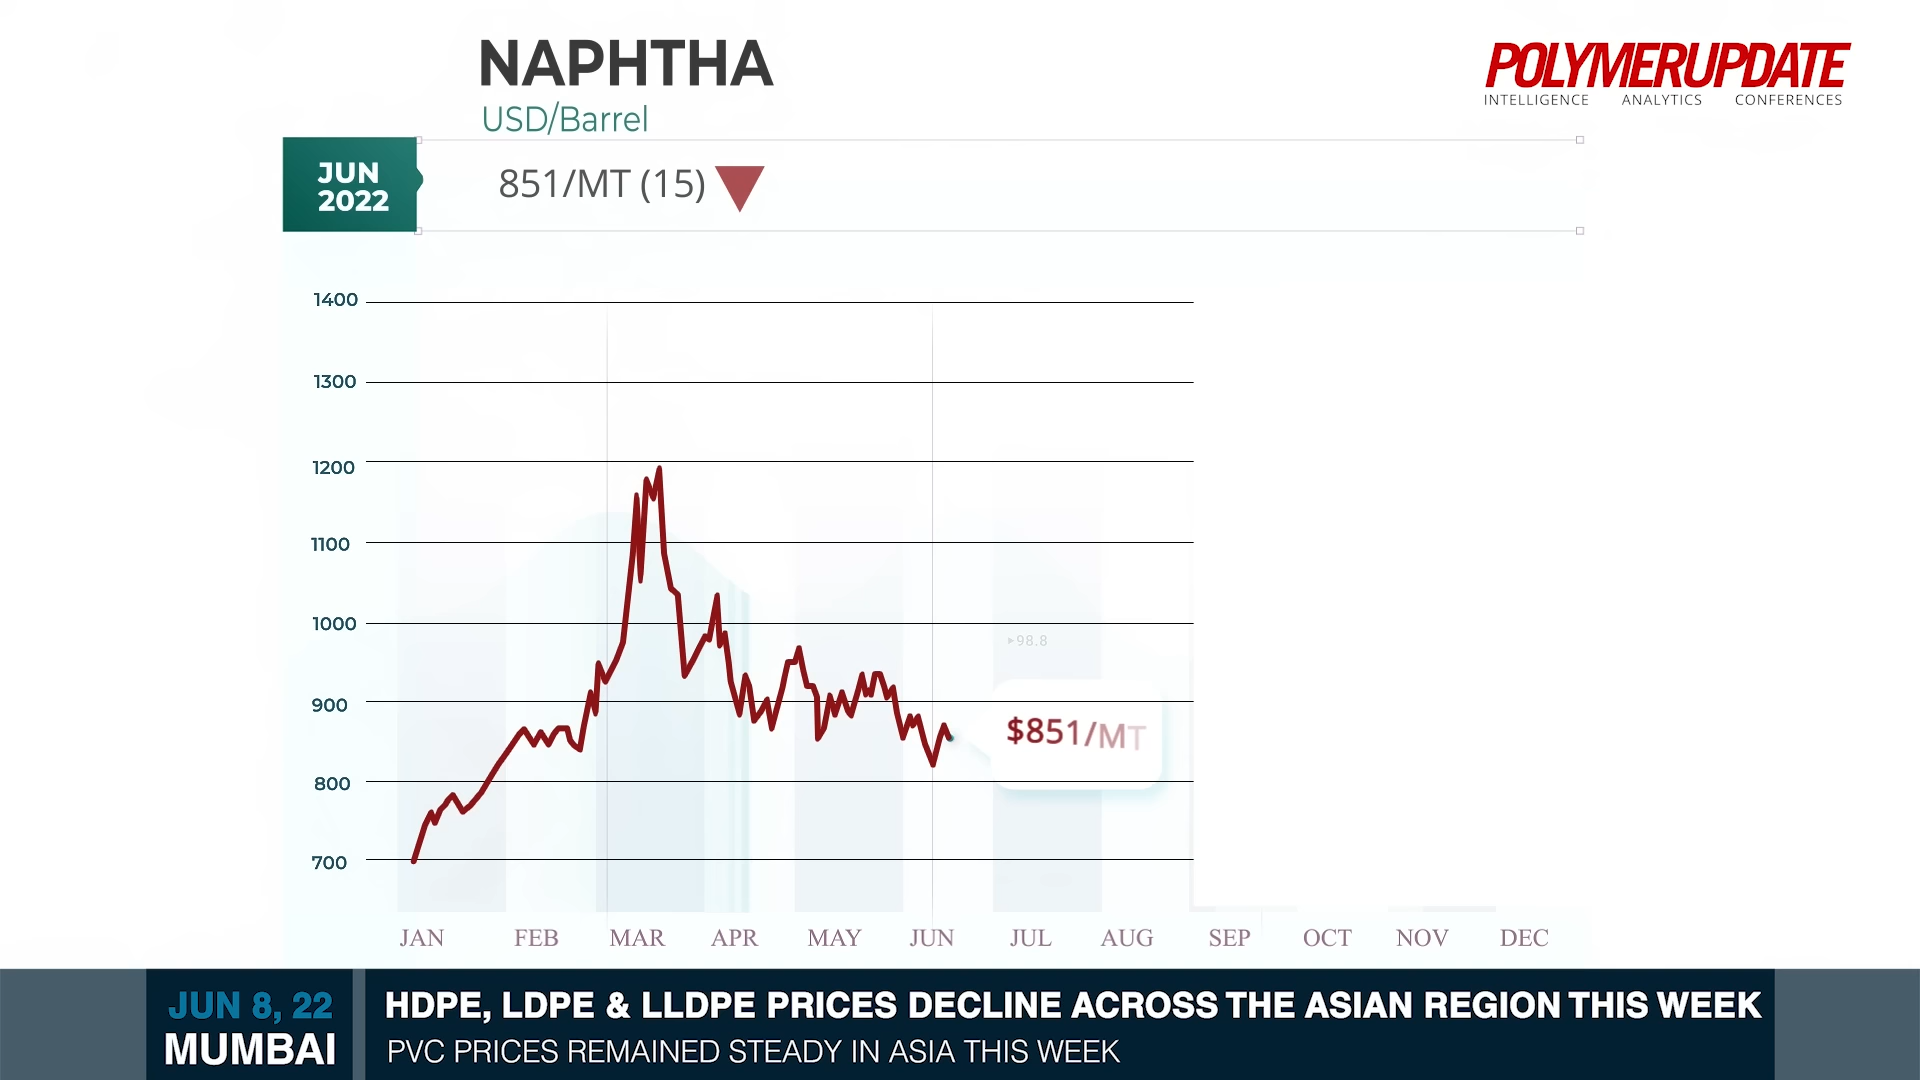 NAPHTHA
USD/Barrel
POLYMERUPDATE
INTELLIGENCE ANALYTICS CONFERENCES
JUN
2022
851/MT (15)
1400
1300
1200
1100
1000
▸98.8
900
$851/MT
800
700
JAN FEB MAR APR MAY JUN JUL AUG SEP OCT NOV DEC
JUN 8, 22
MUMBAI
HDPE, LDPE & LLDPE PRICES DECLINE ACROSS THE ASIAN REGION THIS WEEK
PVC PRICES REMAINED STEADY IN ASIA THIS WEEK